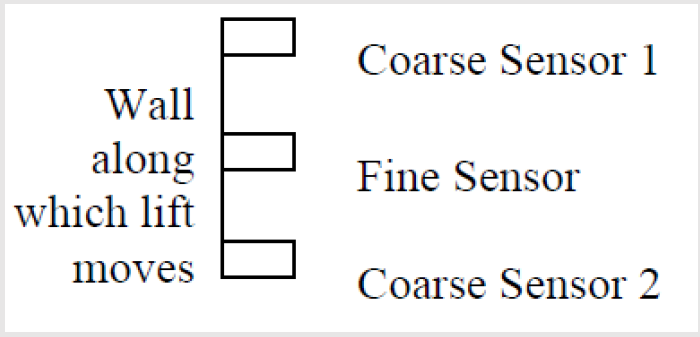 Coarse Sensor 1
Wall
along
which lift
moves
Fine Sensor
Coarse Sensor 2